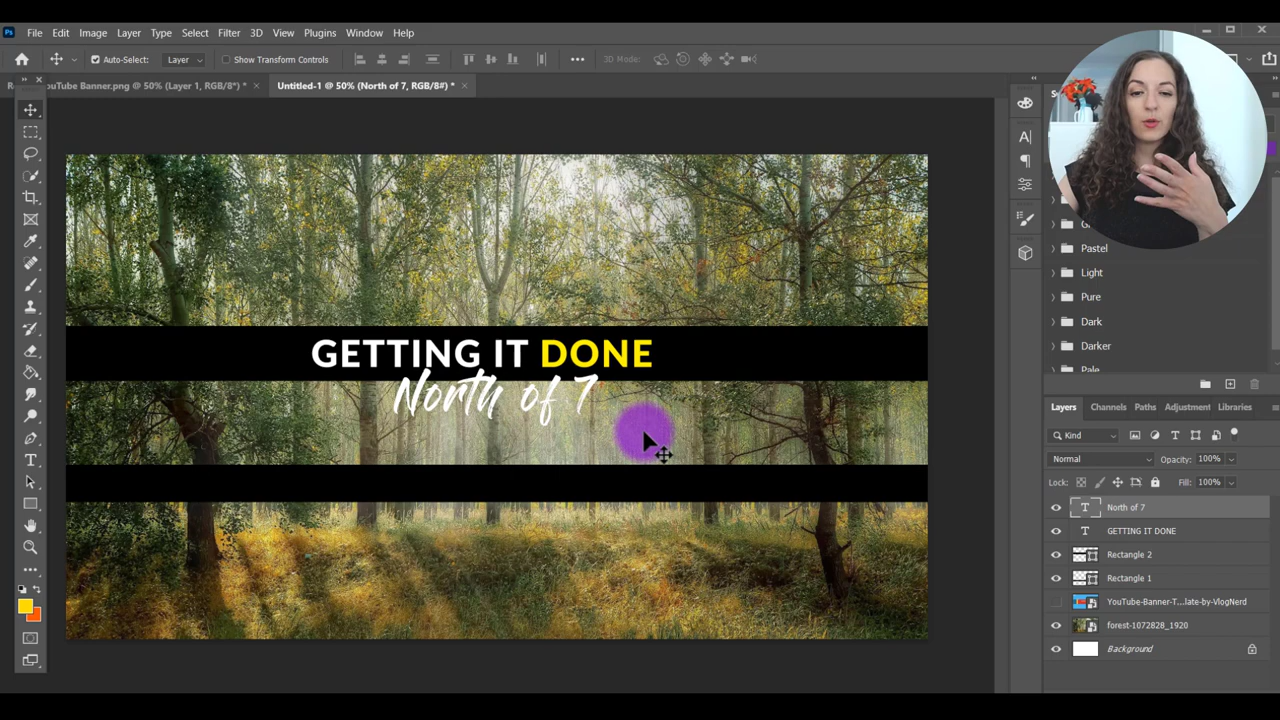 Ps File Edit Image Layer Type Select Filter 3D View Plugins Window Help
Auto-Select: Layer Show Transform Controls 3D Mode:
ouTube Banner.png @ 50% (Layer 1, RGB/8*) * × Untitled-1 @ 50% (North of 7, RGB/8#) * ×
Pastel
Light
Pure
Dark
Darker
Pale
GETTING IT DONE
North of 7
Layers Channels Paths Adjustment Libraries
Kind
Normal Opacity: 100%
Lock: Fill: 100%
T North of 7
T GETTING IT DONE
Rectangle 2
Rectangle 1
YouTube-Banner-T...late-by-VlogNerd
forest-1072828_1920
Background